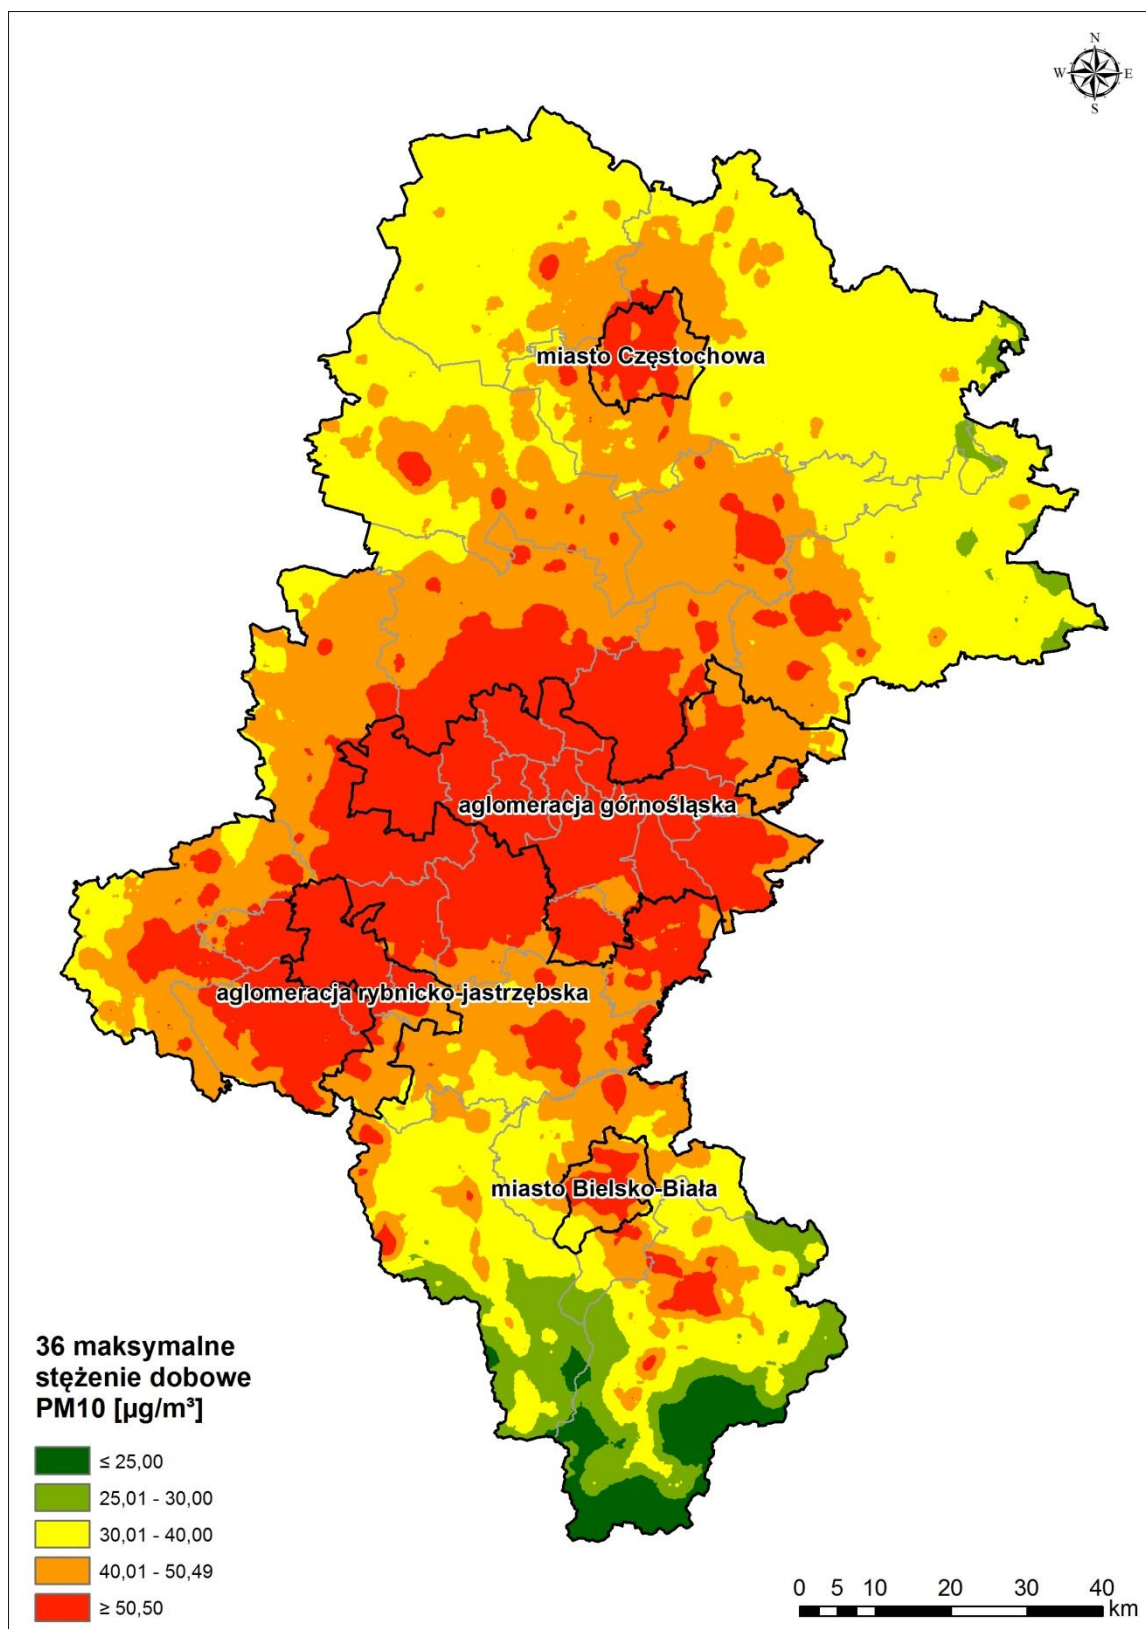 N
W E
S
miasto Częstochowa
aglomeracja górnośląska
aglomeracja rybnicko-jastrzębska
miasto Bielsko-Biała
36 maksymalne
stężenie dobowe
PM10 [µg/m³]
≤ 25,00
25,01 - 30,00
30,01 - 40,00
40,01 - 50,49
≥ 50,50
0 5 10 20 30 40
km